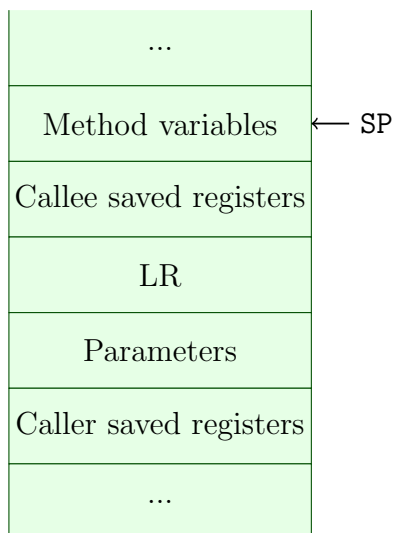 ...
Method variables
SP
Callee saved registers
LR
Parameters
Caller saved registers
...